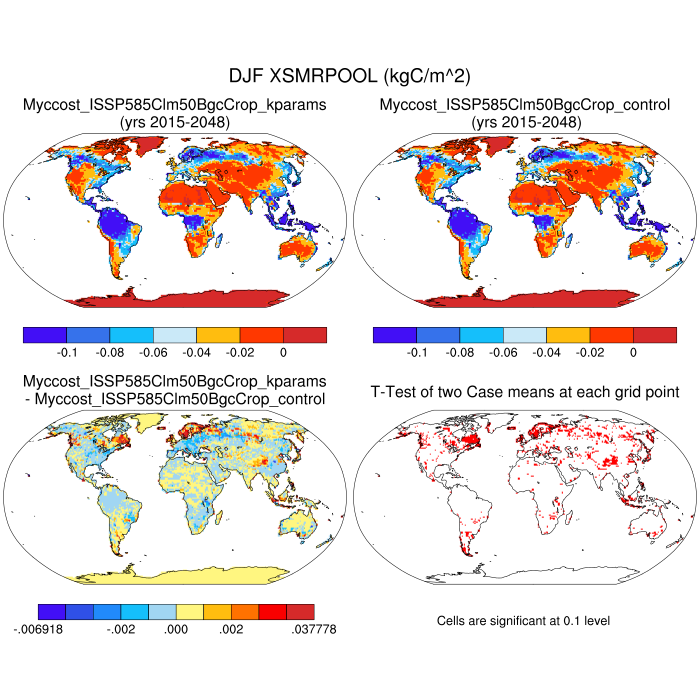 DJF XSMRPOOL (kgC/m^2)
Myccost_ISSP585Clm50BgcCrop_kparams
(yrs 2015-2048)
Myccost_ISSP585Clm50BgcCrop_control
(yrs 2015-2048)
-0.1 -0.08 -0.06 -0.04 -0.02 0
-0.1 -0.08 -0.06 -0.04 -0.02 0
Myccost_ISSP585Clm50BgcCrop_kparams
- Myccost_ISSP585Clm50BgcCrop_control
T-Test of two Case means at each grid point
-.006918 -.002 .000 .002 .037778
Cells are significant at 0.1 level